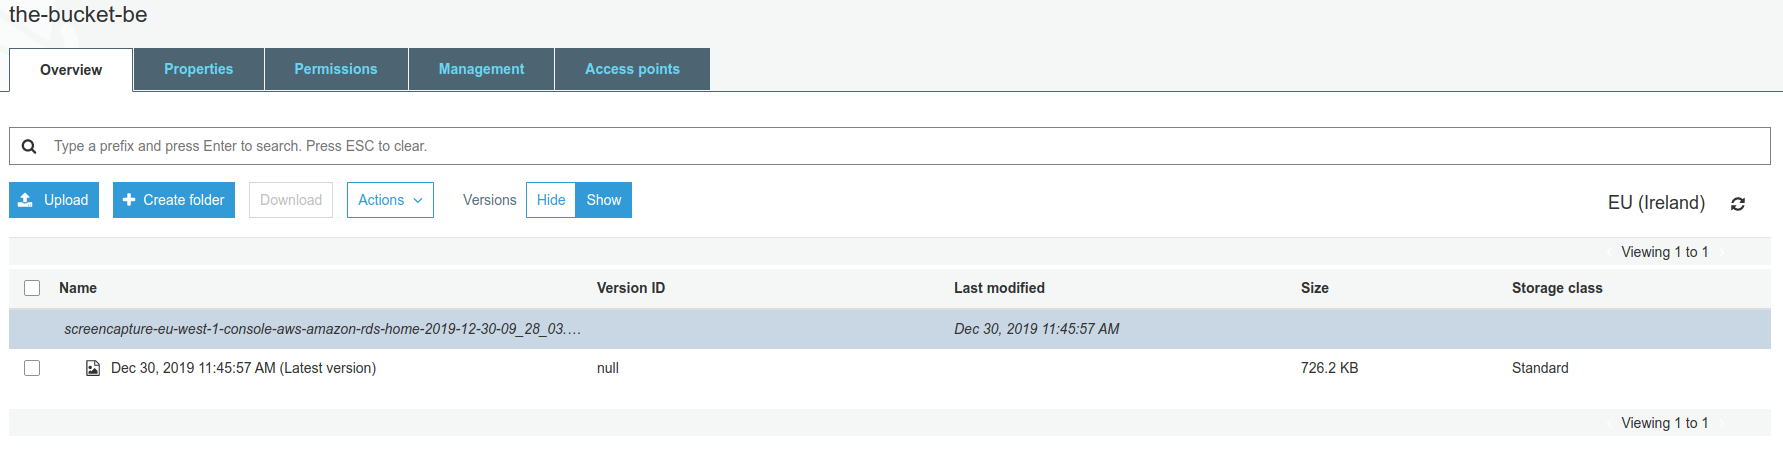 the-bucket-be
Overview Properties Permissions Management Access points
Type a prefix and press Enter to search. Press ESC to clear.
Upload Create folder Download Actions Versions Hide Show EU (Ireland)
Viewing 1 to 1
Name Version ID Last modified Size Storage class
screencapture-eu-west-1-console-aws-amazon-rds-home-2019-12-30-09_28_03.... Dec 30, 2019 11:45:57 AM
Dec 30, 2019 11:45:57 AM (Latest version) null 726.2 KB Standard
Viewing 1 to 1